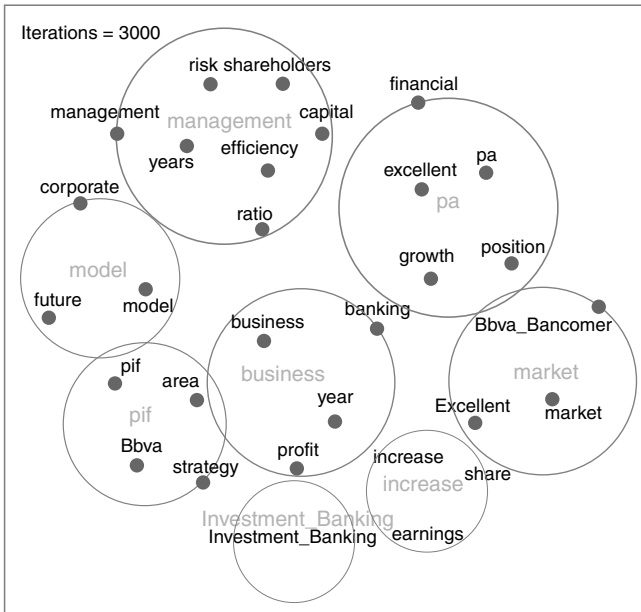 Iterations = 3000
risk shareholders
financial
management
capital
management
years
efficiency
pa
excellent
pa
corporate
ratio
growth
position
model
future
model
business
banking
Bbva_Bancomer
pif
area
business
market
pif
year
Excellent
market
Bbva
strategy
profit
increase
share
increase
Investment_Banking
Investment_Banking
earnings